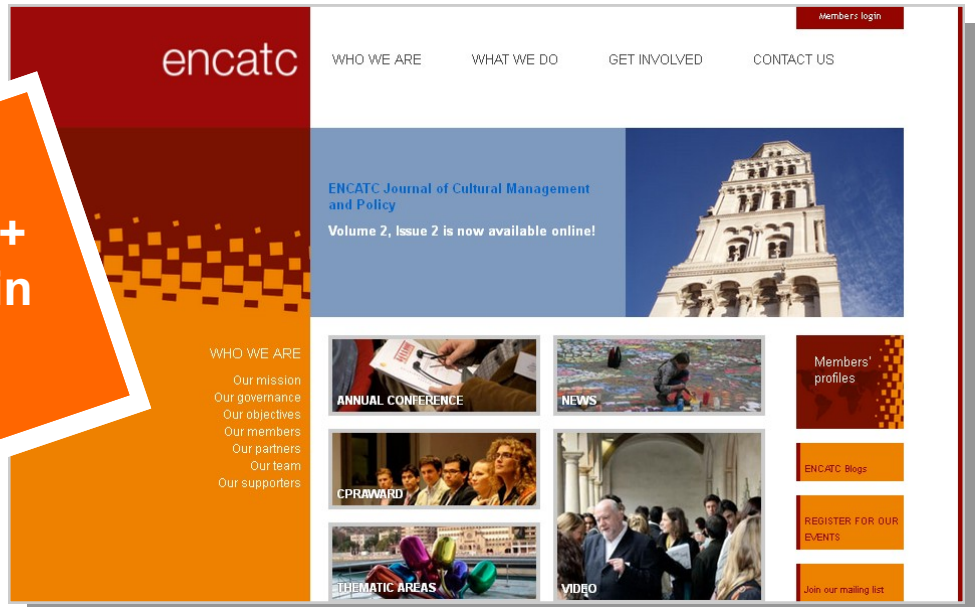 Members login
encatc
WHO WE ARE
WHAT WE DO
GET INVOLVED
CONTACT US
+
in
ENCATC Journal of Cultural Management
and Policy
Volume 2, Issue 2 is now available online!
WHO WE ARE
Our mission
Our governance
Our objectives
Our members
Our partners
Our team
Our supporters
ANNUAL CONFERENCE
NEWS
CPRAWARD
THEMATIC AREAS
VIDEO
Members'
profiles
ENCATC Blogs
REGISTER FOR OUR
EVENTS
Join our mailing list